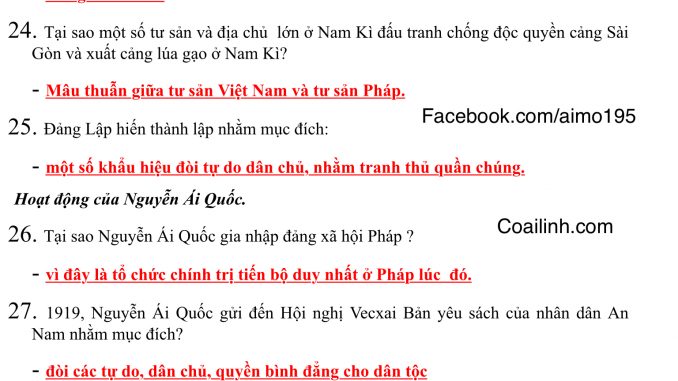 24. Tại sao một số tư sản và địa chủ lớn ở Nam Kì đấu tranh chống độc quyền cảng Sài
Gòn và xuất cảng lúa gạo ở Nam Kì?
- Mâu thuẫn giữa tư sản Việt Nam và tư sản Pháp.
Facebook.com/aimo195
25. Đảng Lập hiến thành lập nhằm mục đích:
- một số khẩu hiệu đòi tự do dân chủ, nhằm tranh thủ quần chúng.
Hoạt động của Nguyễn Ái Quốc.
Coailinh.com
26. Tại sao Nguyễn Ái Quốc gia nhập đảng xã hội Pháp ?
- vì đây là tổ chức chính trị tiến bộ duy nhất ở Pháp lúc đó.
27. 1919, Nguyễn Ái Quốc gửi đến Hội nghị Vecxai Bản yêu sách của nhân dân An
Nam nhằm mục đích?
- đòi các tự do, dân chủ, quyền bình đẳng cho dân tộc